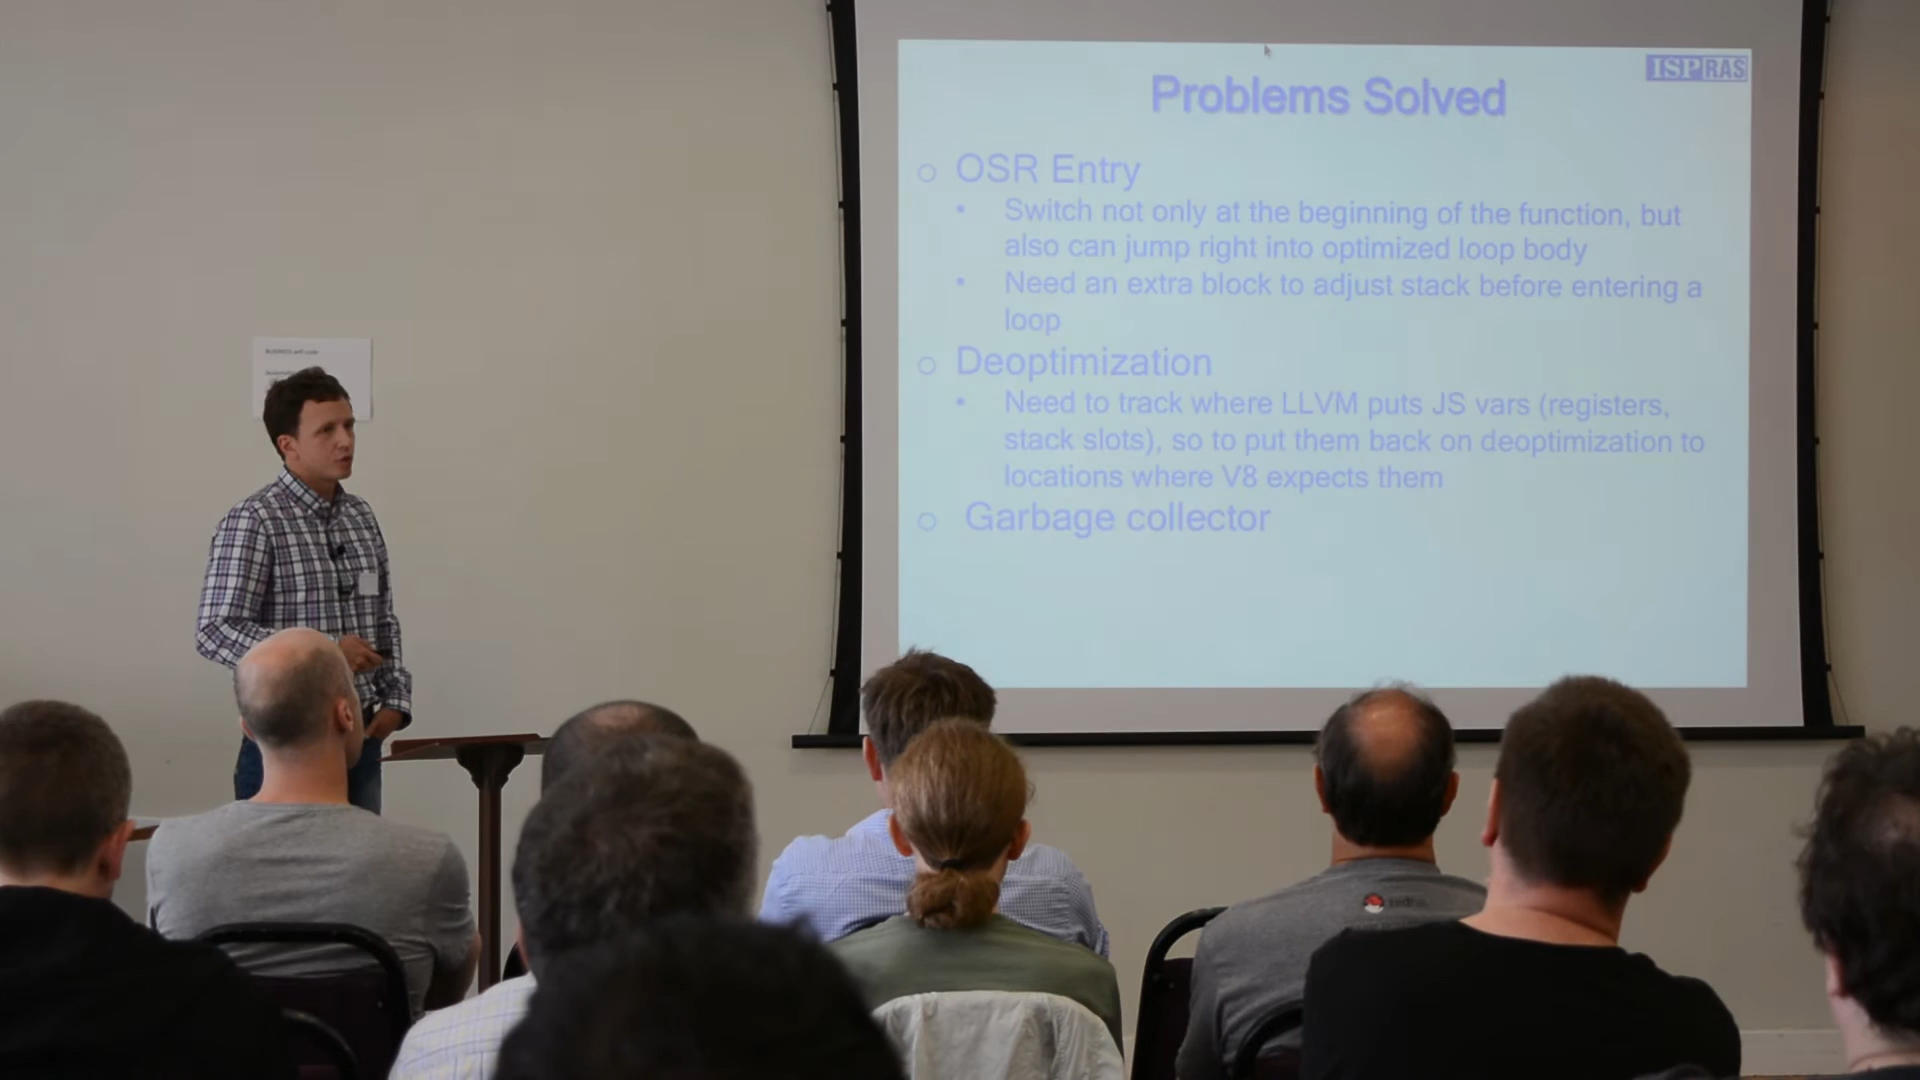 ISP RAS
Problems Solved
OSR Entry
Switch not only at the beginning of the function, but
also can jump right into optimized loop body
Need an extra block to adjust stack before entering a
loop
Deoptimization
Need to track where LLVM puts JS vars (registers,
stack slots), so to put them back on deoptimization to
locations where V8 expects them
Garbage collector